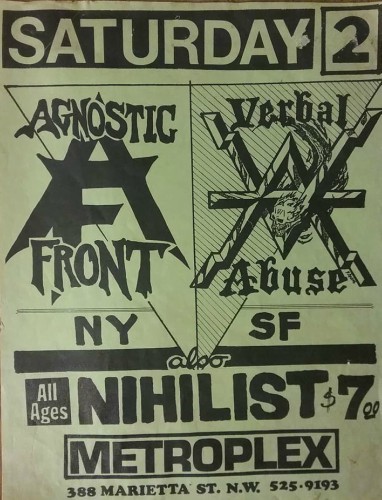 SATURDAY 2
AGNOSTIC
FRONT
Verbal
Abuse
NY
SF
also
All
Ages
NIHILIST $7.00
METROPLEX
388 MARIETTA ST. N.W. 525-9193